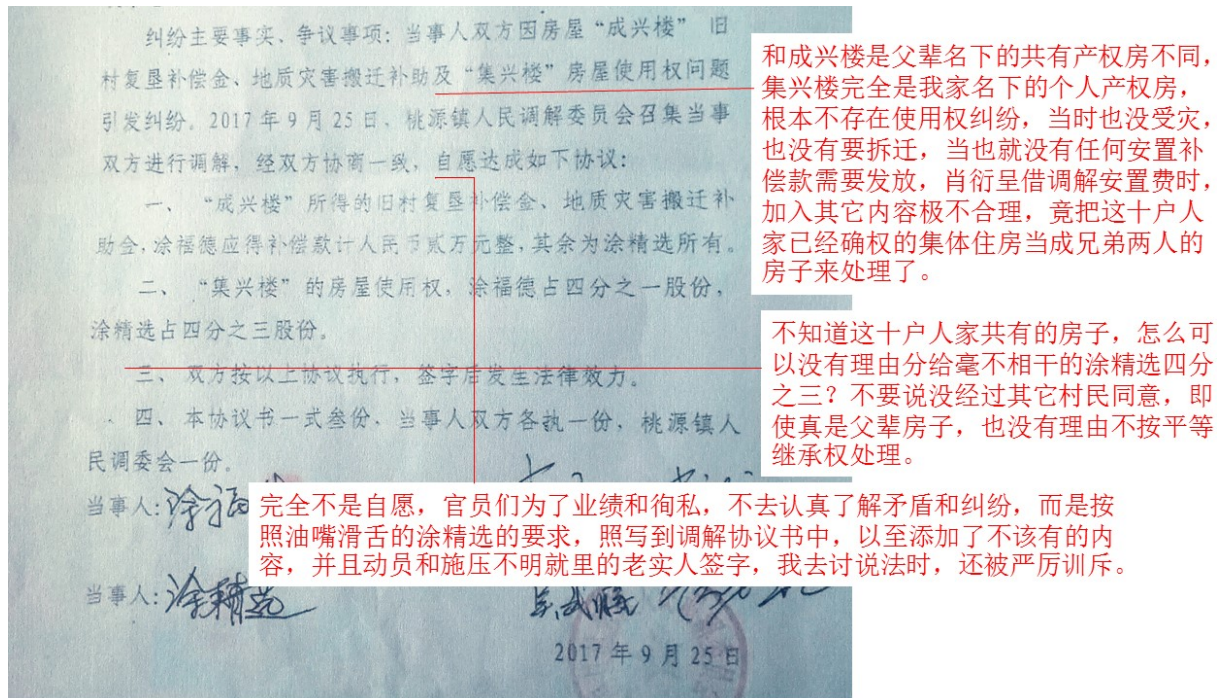 纠纷主要事实、争议事项：当事人双方因房屋“成兴楼” 旧
村复垦补偿金、地质灾害搬迁补助及“集兴楼”房屋使用权问题
引发纠纷。2017年9月25日、桃源镇人民调解委员会召集当事
双方进行调解，经双方协商一致，自愿达成如下协议：
一、 “成兴楼”所得的旧村复垦补偿金、地质灾害搬迁补
助金，涂福德应得补偿款计人民币贰万元整，其余为涂精选所有。
二、 “集兴楼”的房屋使用权，涂福德占四分之一股份，
涂精选占四分之三股份。
三、 双方按以上协议执行，签字后发生法律效力。
四、本协议书一式叁份，当事人双方各执一份，桃源镇人
民调委会一份。
当事人：涂福
当事人：涂精选
2017年9月25日
和成兴楼是父辈名下的共有产权房不同，
集兴楼完全是我家名下的个人产权房，
根本不存在使用权纠纷，当时也没受灾，
也没有要拆迁，当也就没有任何安置补
偿款需要发放，肖衍呈借调解安置费时，
加入其它内容极不合理，竟把这十户人
家已经确权的集体住房当成兄弟两人的
房子来处理了。
不知道这十户人家共有的房子，怎么可
以没有理由分给毫不相干的涂精选四分
之三？不要说没经过其它村民同意，即
使真是父辈房子，也没有理由不按平等
继承权处理。
完全不是自愿，官员们为了业绩和徇私，不去认真了解矛盾和纠纷，而是按
照油嘴滑舌的涂精选的要求，照写到调解协议书中，以至添加了不该有的内
容，并且动员和施压不明就里的老实人签字，我去讨说法时，还被严厉训斥。